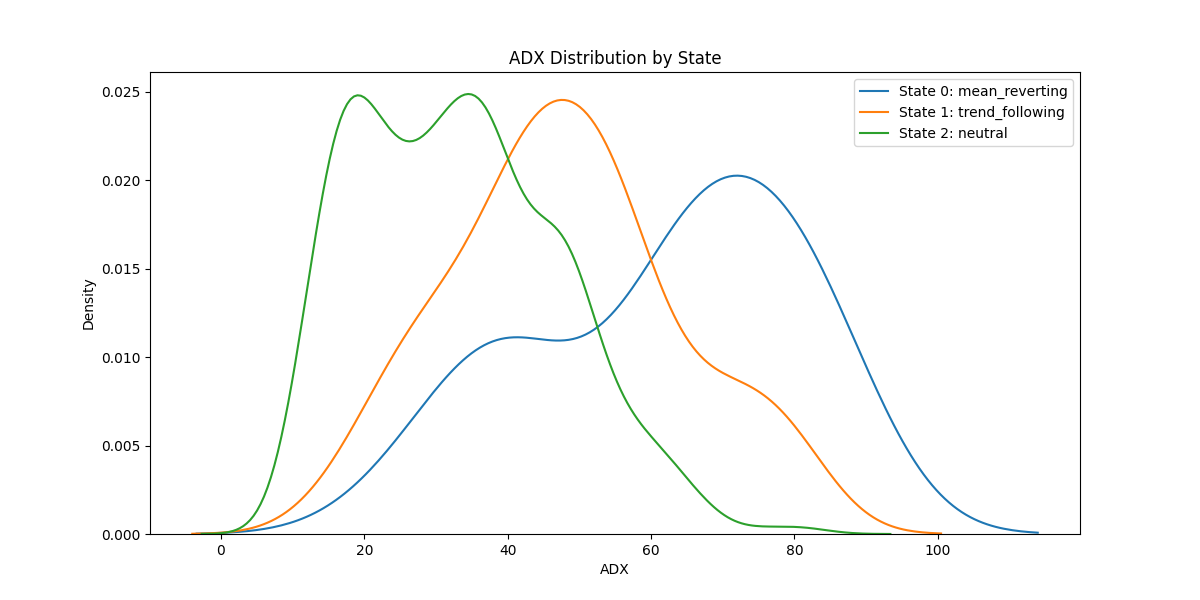 ADX Distribution by State
State 0: mean_reverting
State 1: trend_following
State 2: neutral
Density
0.025
0.020
0.015
0.010
0.005
0.000
0
20
40
60
80
100
ADX